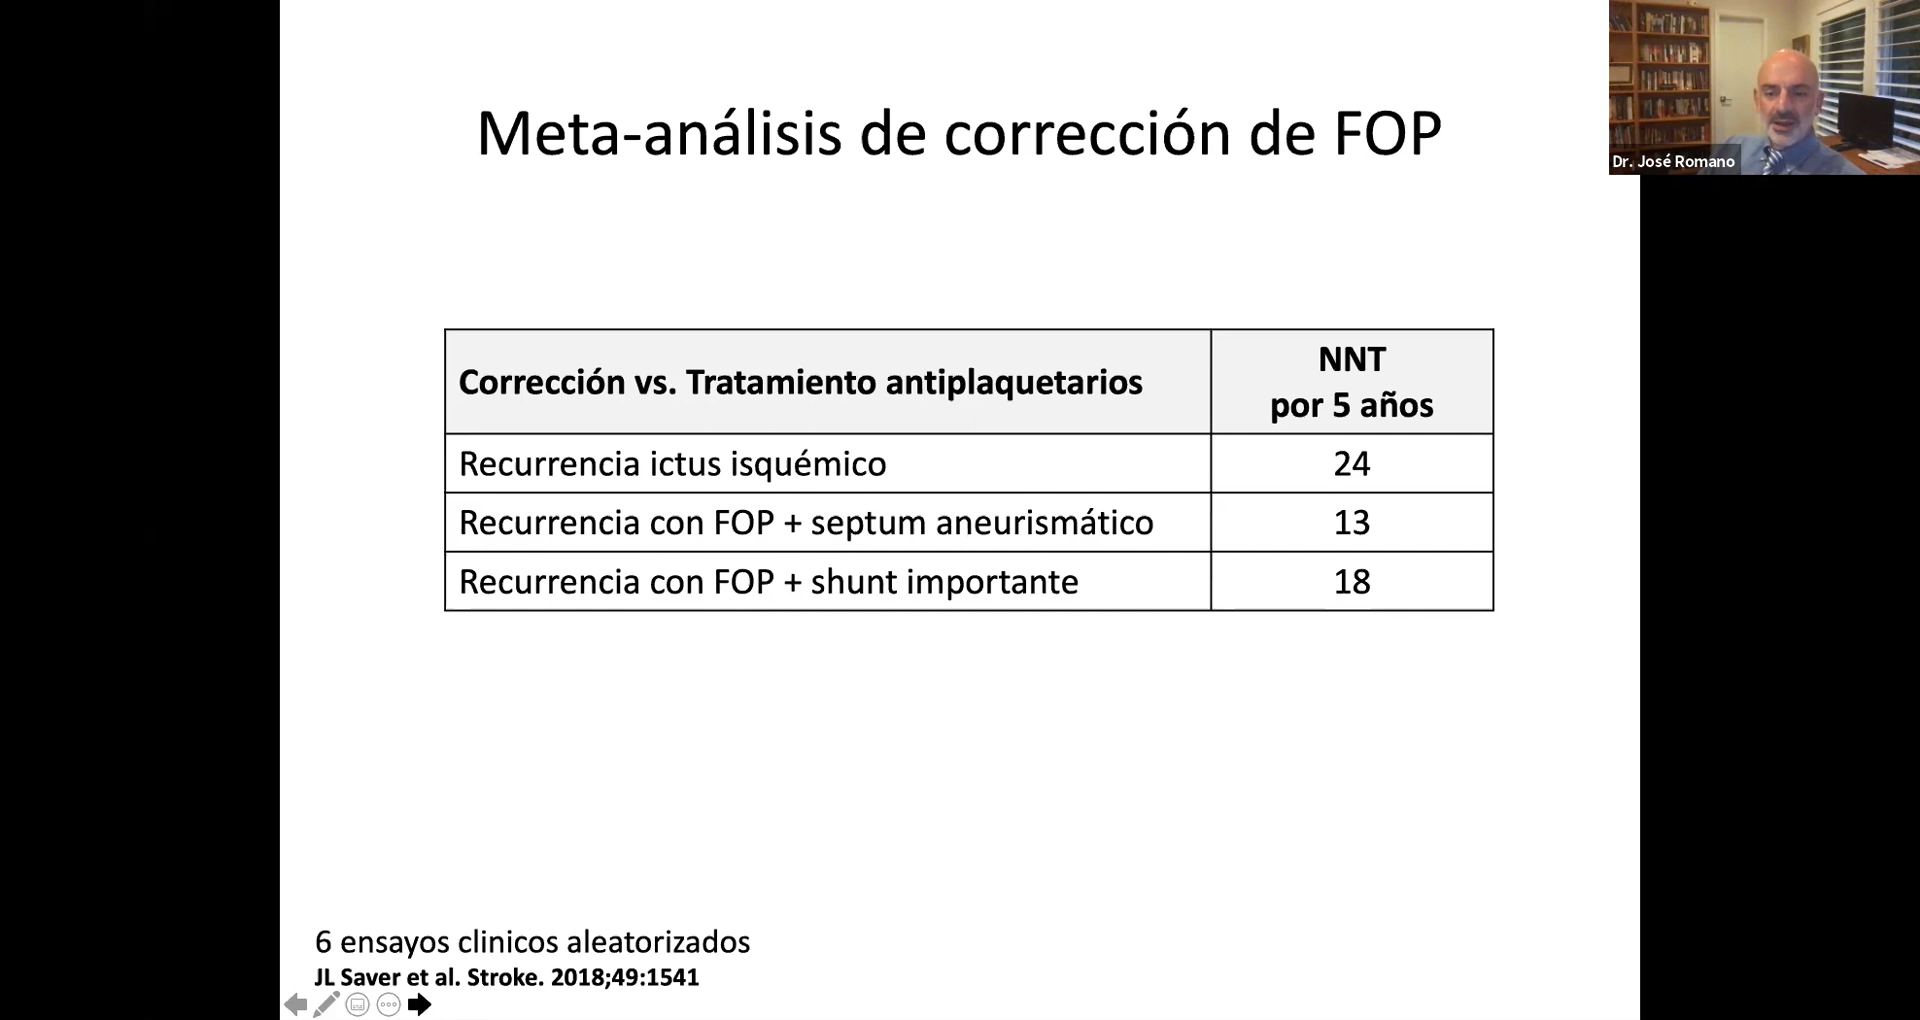 Meta-análisis de corrección de FOP
Dr. José Romano
Corrección vs. Tratamiento antiplaquetarios
NNT
por 5 años
Recurrencia ictus isquémico
24
Recurrencia con FOP + septum aneurismático
13
Recurrencia con FOP + shunt importante
18
6 ensayos clinicos aleatorizados
JL Saver et al. Stroke. 2018;49:1541